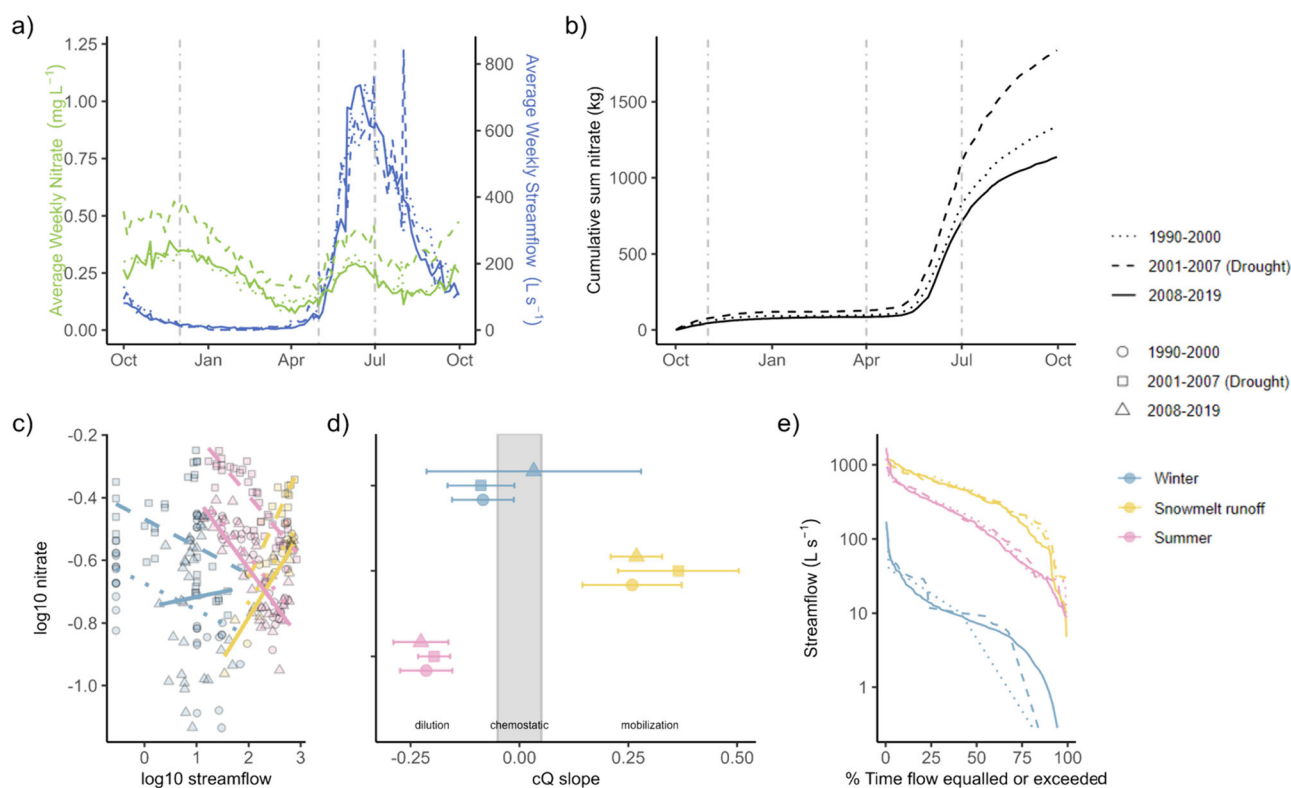 a)
1.25
1.00
0.75
0.50
0.25
0.00
Average Weekly Nitrate (mg L⁻¹)
800
600
400
200
0
Average Weekly Streamflow (L s⁻¹)
Oct Jan Apr Jul Oct
b)
1500
1000
500
0
Cumulative sum nitrate (kg)
Oct Jan Apr Jul Oct
1990-2000
2001-2007 (Drought)
2008-2019
1990-2000
2001-2007 (Drought)
2008-2019
Winter
Snowmelt runoff
Summer
c)
-0.2
-0.4
-0.6
-0.8
-1.0
log10 nitrate
0 1 2 3
log10 streamflow
d)
dilution chemostatic mobilization
-0.25 0.00 0.25 0.50
cQ slope
e)
1000
100
10
1
Streamflow (L s⁻¹)
0 25 50 75 100
% Time flow equalled or exceeded